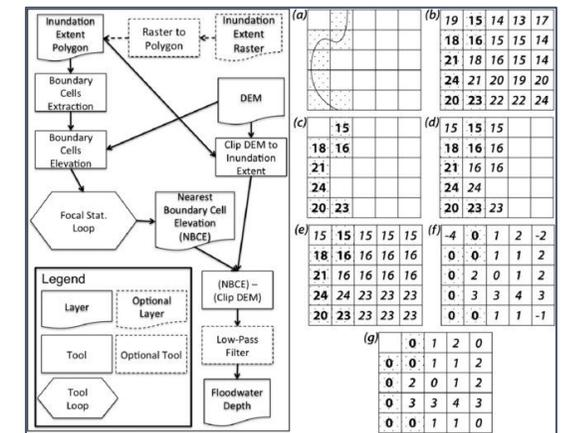 Inundation
Extent
Polygon
Raster to
Polygon
Inundation
Extent
Raster
Boundary
Cells
Extraction
DEM
Boundary
Cells
Elevation
Clip DEM to
Inundation
Extent
Focal Stat.
Loop
Nearest
Boundary Cell
Elevation
(NBCE)
(NBCE) –
(Clip DEM)
Low-Pass
Filter
Floodwater
Depth
Legend
Layer
Optional
Layer
Tool
Optional Tool
Tool
Loop
(a)
(b)
19 15 14 13 17
18 16 15 15 14
21 18 16 15 14
24 21 20 19 20
20 23 22 22 24
(c)
15
18 16
21
24
20 23
(d)
15 15 15
18 16 16
21 16 16
24 24
20 23 23
(e)
15 15 15 15 15
18 16 16 16 16
21 16 16 16 16
24 24 23 23 23
20 23 23 23 23
(f)
-4 0 1 2 -2
0 0 1 1 2
0 2 0 1 2
0 3 3 4 3
0 0 1 1 -1
(g)
0 1 2 0
0 0 1 1 2
0 2 0 1 2
0 3 3 4 3
0 0 1 1 0